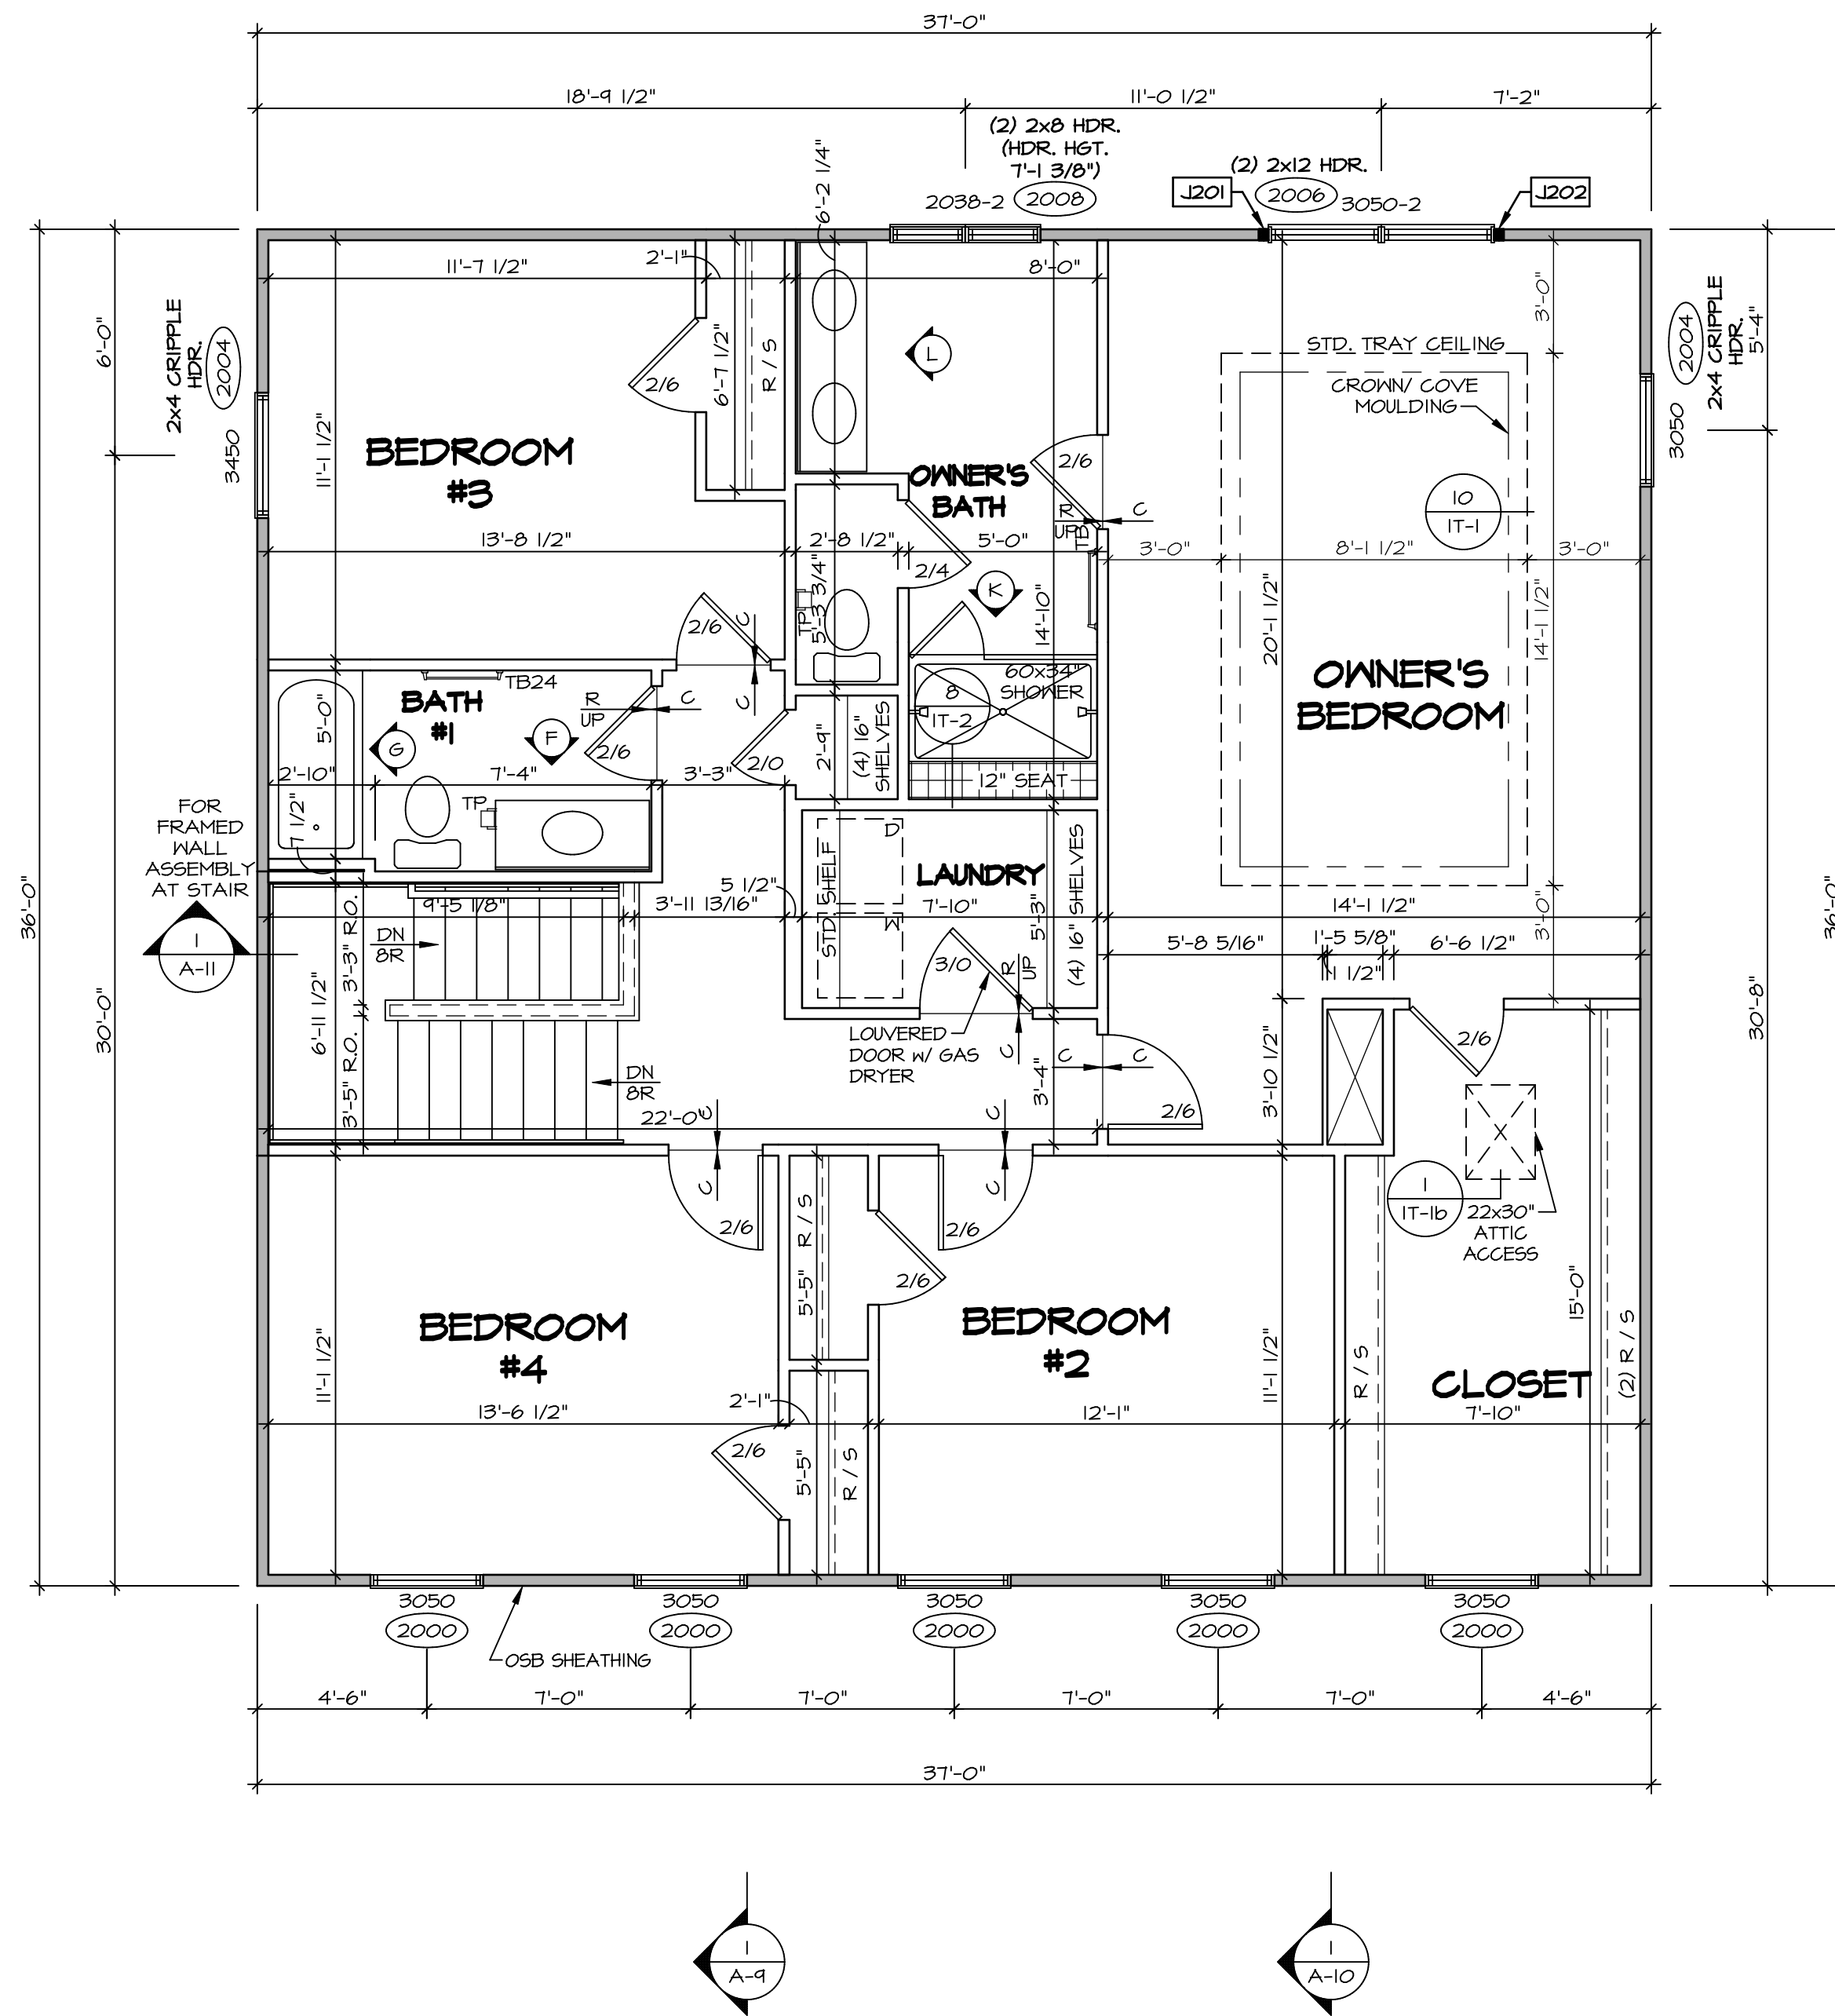 37'-0"
18'-9 1/2"
11'-0 1/2"
7'-2"
(2) 2x8 HDR.
(HDR. HGT.
7'-1 3/8")
2038-2
2008
(2) 2x12 HDR.
J201
2006
3050-2
J202
6'-2 1/4"
36'-0"
6'-0"
30'-0"
2x4 CRIPPLE
HDR.
2004
3450
11'-7 1/2"
2'-1"
8'-0"
11'-1 1/2"
6'-7 1/2"
R / S
2/6
BEDROOM
#3
13'-8 1/2"
L
OWNER'S
BATH
2/6
R
UP
C
TB
2'-8 1/2"
5'-0"
2/4
K
5'-3 3/4"
TP
14'-10"
3'-0"
STD. TRAY CEILING
CROWN/ COVE
MOULDING
10
IT-1
3'-0"
8'-1 1/2"
3'-0"
20'-1 1/2"
14'-1 1/2"
OWNER'S
BEDROOM
2004
2x4 CRIPPLE
HDR.
3050
5'-4"
30'-8"
36'-0"
2/6
C
C
BATH
#1
TB24
R
UP
C
G
F
2/6
5'-0"
2'-10"
7'-4"
3'-3"
7 1/2"
TP
2/0
2'-9"
(4) 16"
SHELVES
60x34"
SHOWER
8
IT-2
12" SEAT
FOR
FRAMED
WALL
ASSEMBLY
AT STAIR
1
A-11
9'-5 1/8"
3'-11 13/16"
5 1/2"
DN
8R
3'-3" R.O.
6'-11 1/2"
3'-5" R.O.
DN
8R
22'-0"
D
W
STD. SHELF
LAUNDRY
7'-10"
5'-3"
(4) 16" SHELVES
3/0
R
UP
C
LOUVERED
DOOR W/ GAS
DRYER
3'-4"
C
C
2/6
14'-1 1/2"
5'-8 5/16"
1'-5 5/8"
6'-6 1/2"
1 1/2"
3'-0"
3'-10 1/2"
2/6
1
IT-1b
22x30"
ATTIC
ACCESS
C
C
2/6
C
C
2/6
R / S
5'-5"
2/6
BEDROOM
#4
11'-1 1/2"
13'-6 1/2"
2'-1"
2/6
5'-5"
R / S
BEDROOM
#2
12'-1"
11'-1 1/2"
R / S
CLOSET
7'-10"
15'-0"
(2) R / S
3050
3050
3050
3050
3050
2000
2000
2000
2000
2000
OSB SHEATHING
4'-6"
7'-0"
7'-0"
7'-0"
7'-0"
4'-6"
37'-0"
1
A-9
1
A-10